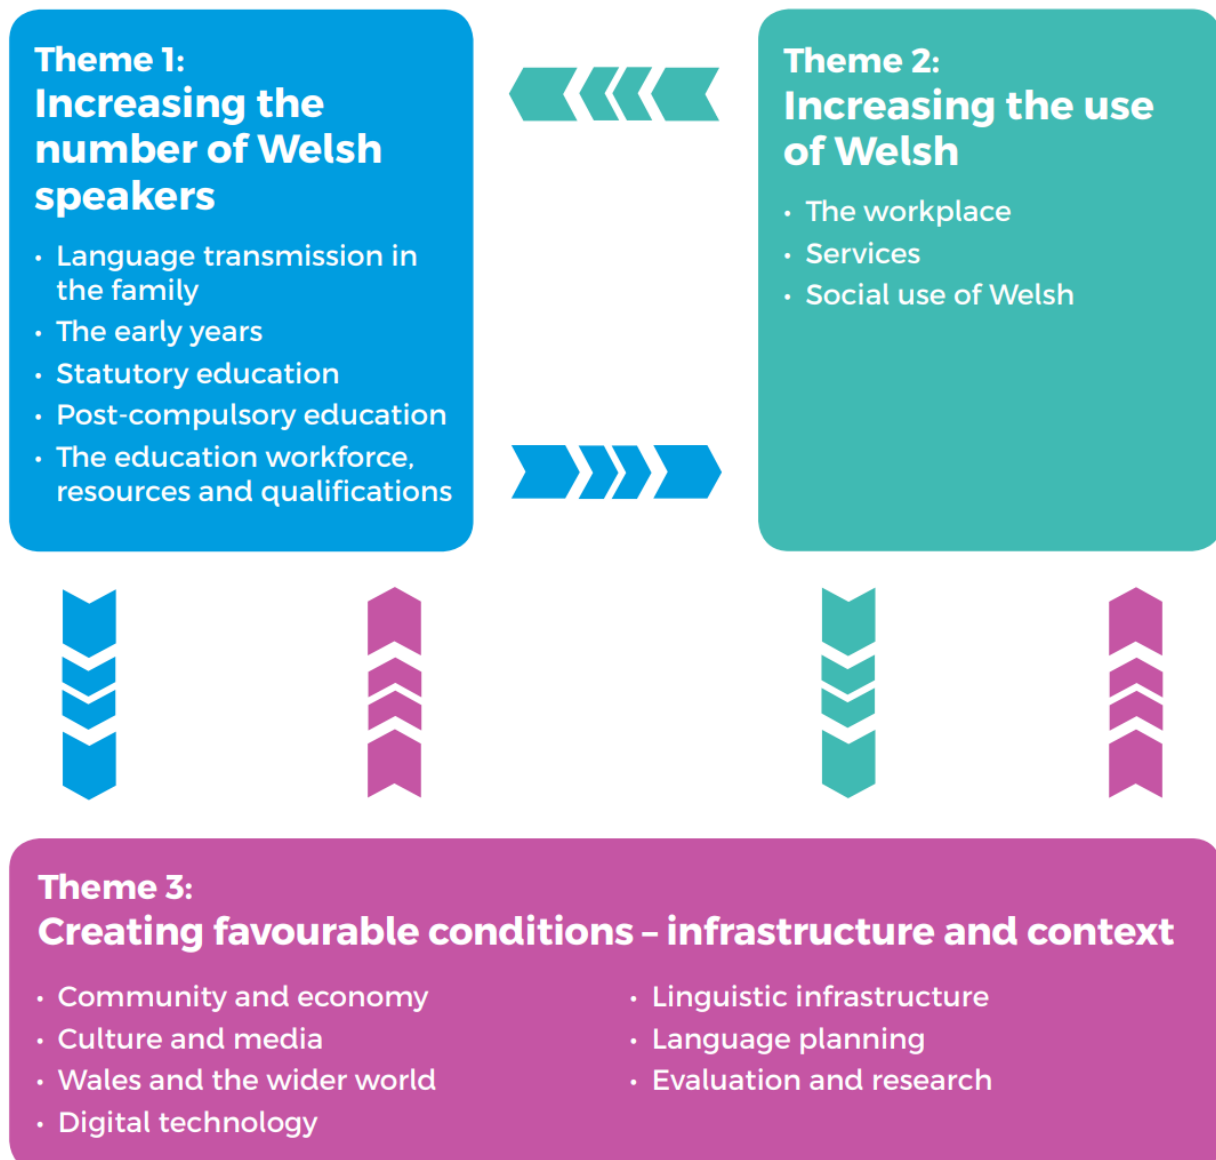 Theme 1:
Increasing the
number of Welsh
speakers
• Language transmission in
the family
• The early years
• Statutory education
• Post-compulsory education
• The education workforce,
resources and qualifications
Theme 2:
Increasing the use
of Welsh
• The workplace
• Services
• Social use of Welsh
Theme 3:
Creating favourable conditions – infrastructure and context
• Community and economy
• Culture and media
• Wales and the wider world
• Digital technology
• Linguistic infrastructure
• Language planning
• Evaluation and research